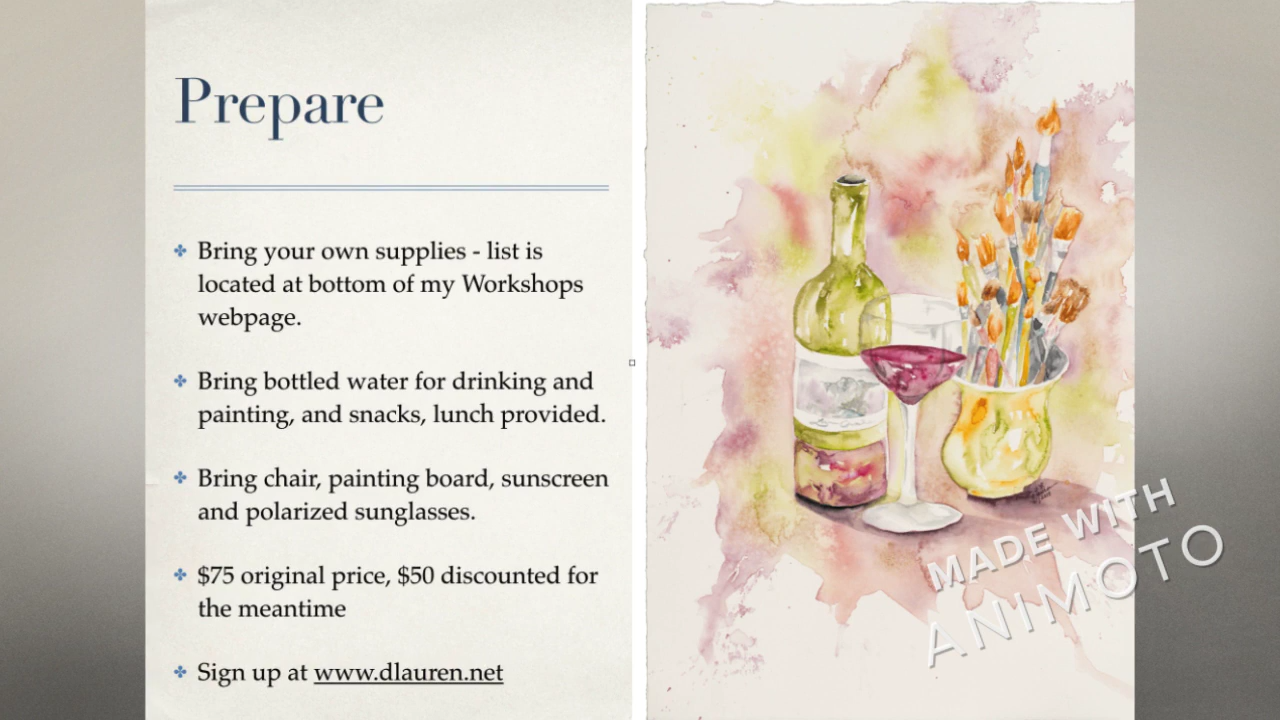 Prepare
Bring your own supplies - list is
located at bottom of my Workshops
webpage.
Bring bottled water for drinking and
painting, and snacks, lunch provided.
Bring chair, painting board, sunscreen
and polarized sunglasses.
$75 original price, $50 discounted for
the meantime
Sign up at www.dlauren.net
MADE WITH
ANIMOTO